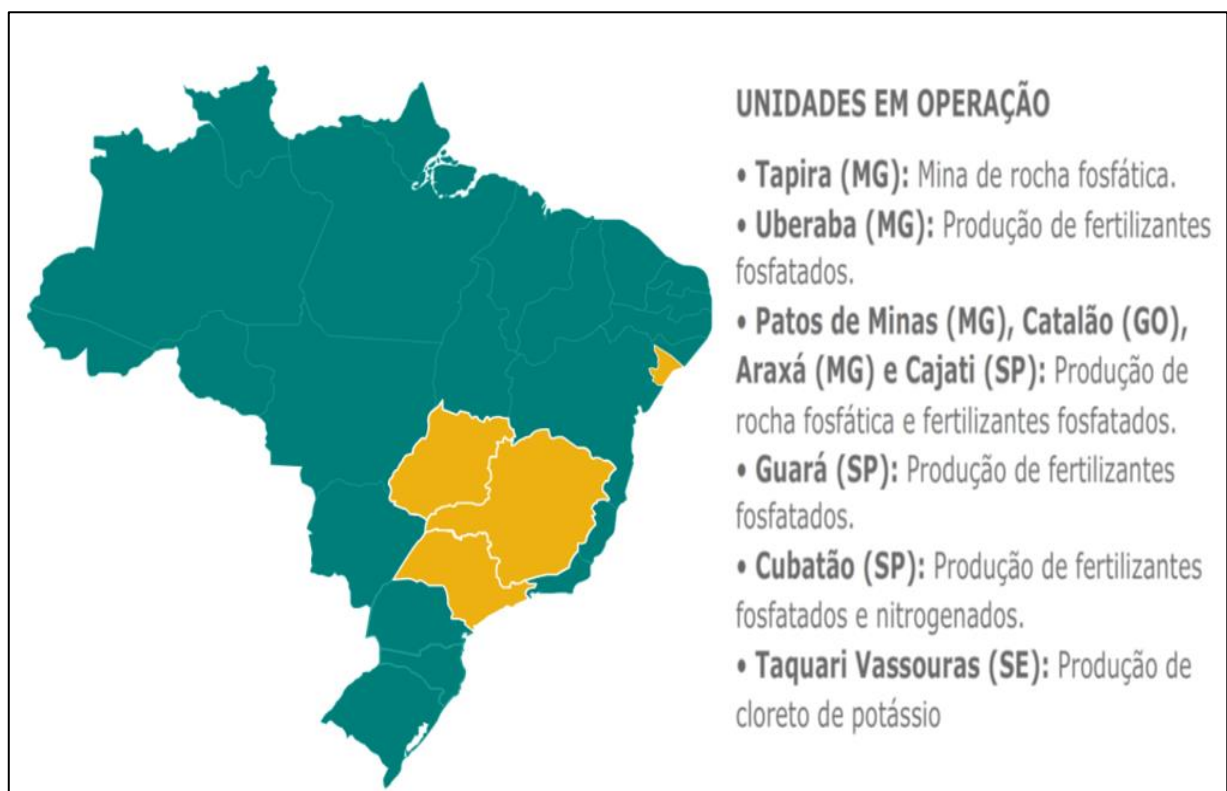 UNIDADES EM OPERAÇÃO
• Tapira (MG): Mina de rocha fosfática.
• Uberaba (MG): Produção de fertilizantes
fosfatados.
• Patos de Minas (MG), Catalão (GO),
Araxá (MG) e Cajati (SP): Produção de
rocha fosfática e fertilizantes fosfatados.
• Guará (SP): Produção de fertilizantes
fosfatados.
• Cubatão (SP): Produção de fertilizantes
fosfatados e nitrogenados.
• Taquari Vassouras (SE): Produção de
cloreto de potássio